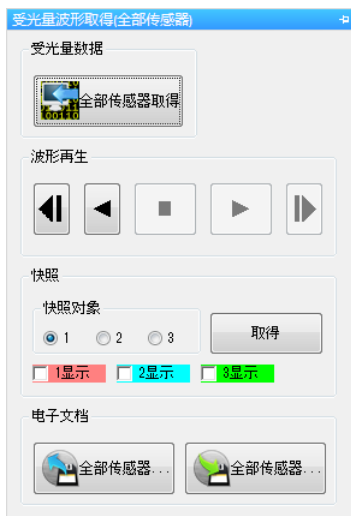 受光量波形取得(全部传感器)
受光量数据
全部传感器取得
波形再生
快照
快照对象
1 2 3
取得
1显示 2显示 3显示
电子文档
全部传感器... 全部传感器...